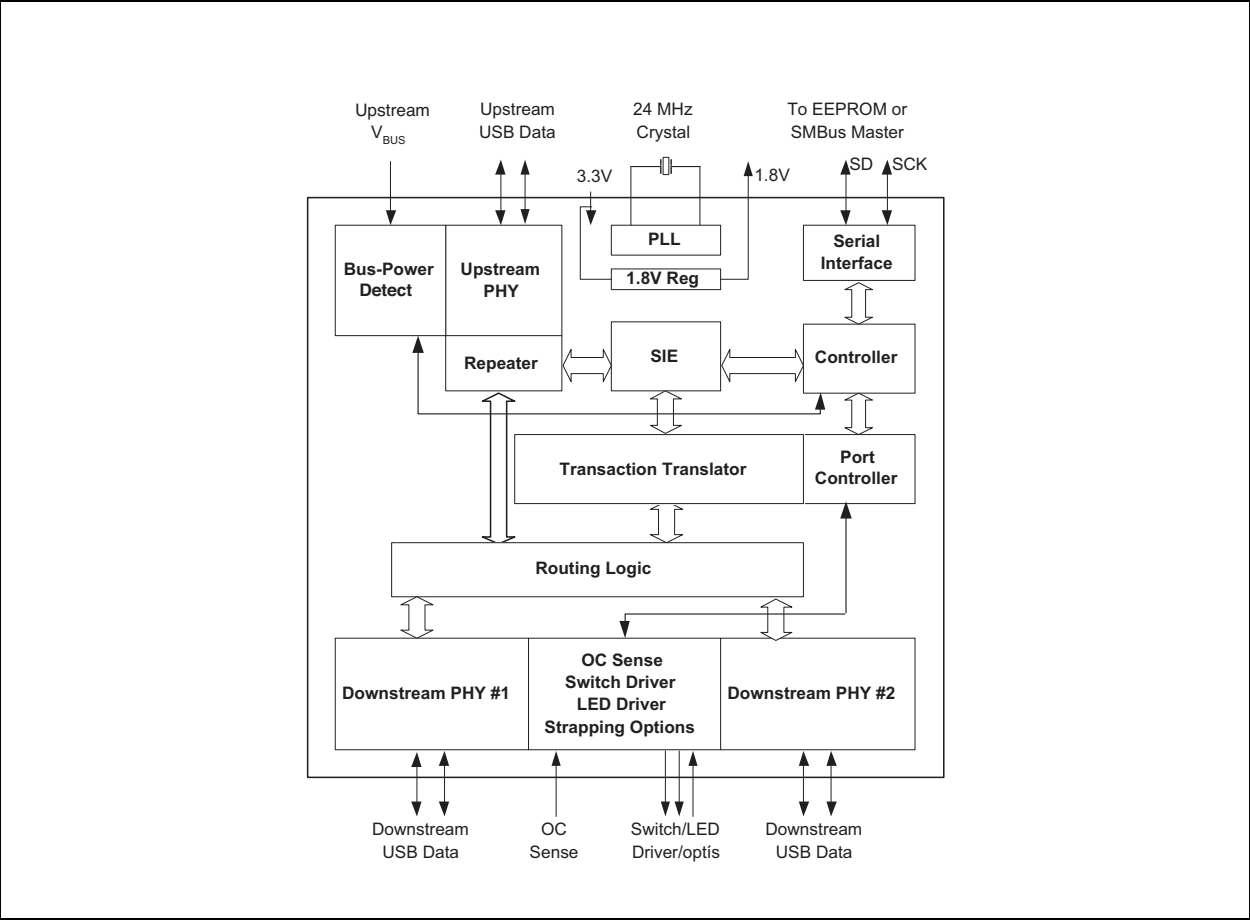 Upstream
V_BUS
Upstream
USB Data
24 MHz
Crystal
To EEPROM or
SMBus Master
3.3V
1.8V
SD
SCK
Bus-Power
Detect
Upstream
PHY
PLL
1.8V Reg
Serial
Interface
Repeater
SIE
Controller
Transaction Translator
Port
Controller
Routing Logic
Downstream PHY #1
OC Sense
Switch Driver
LED Driver
Strapping Options
Downstream PHY #2
Downstream
USB Data
OC
Sense
Switch/LED
Driver/optis
Downstream
USB Data